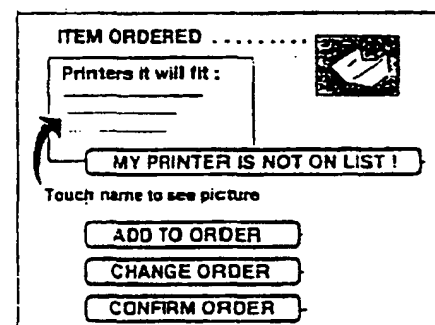 ITEM ORDERED .........
Printers it will fit :
MY PRINTER IS NOT ON LIST !
Touch name to see picture
ADD TO ORDER
CHANGE ORDER
CONFIRM ORDER